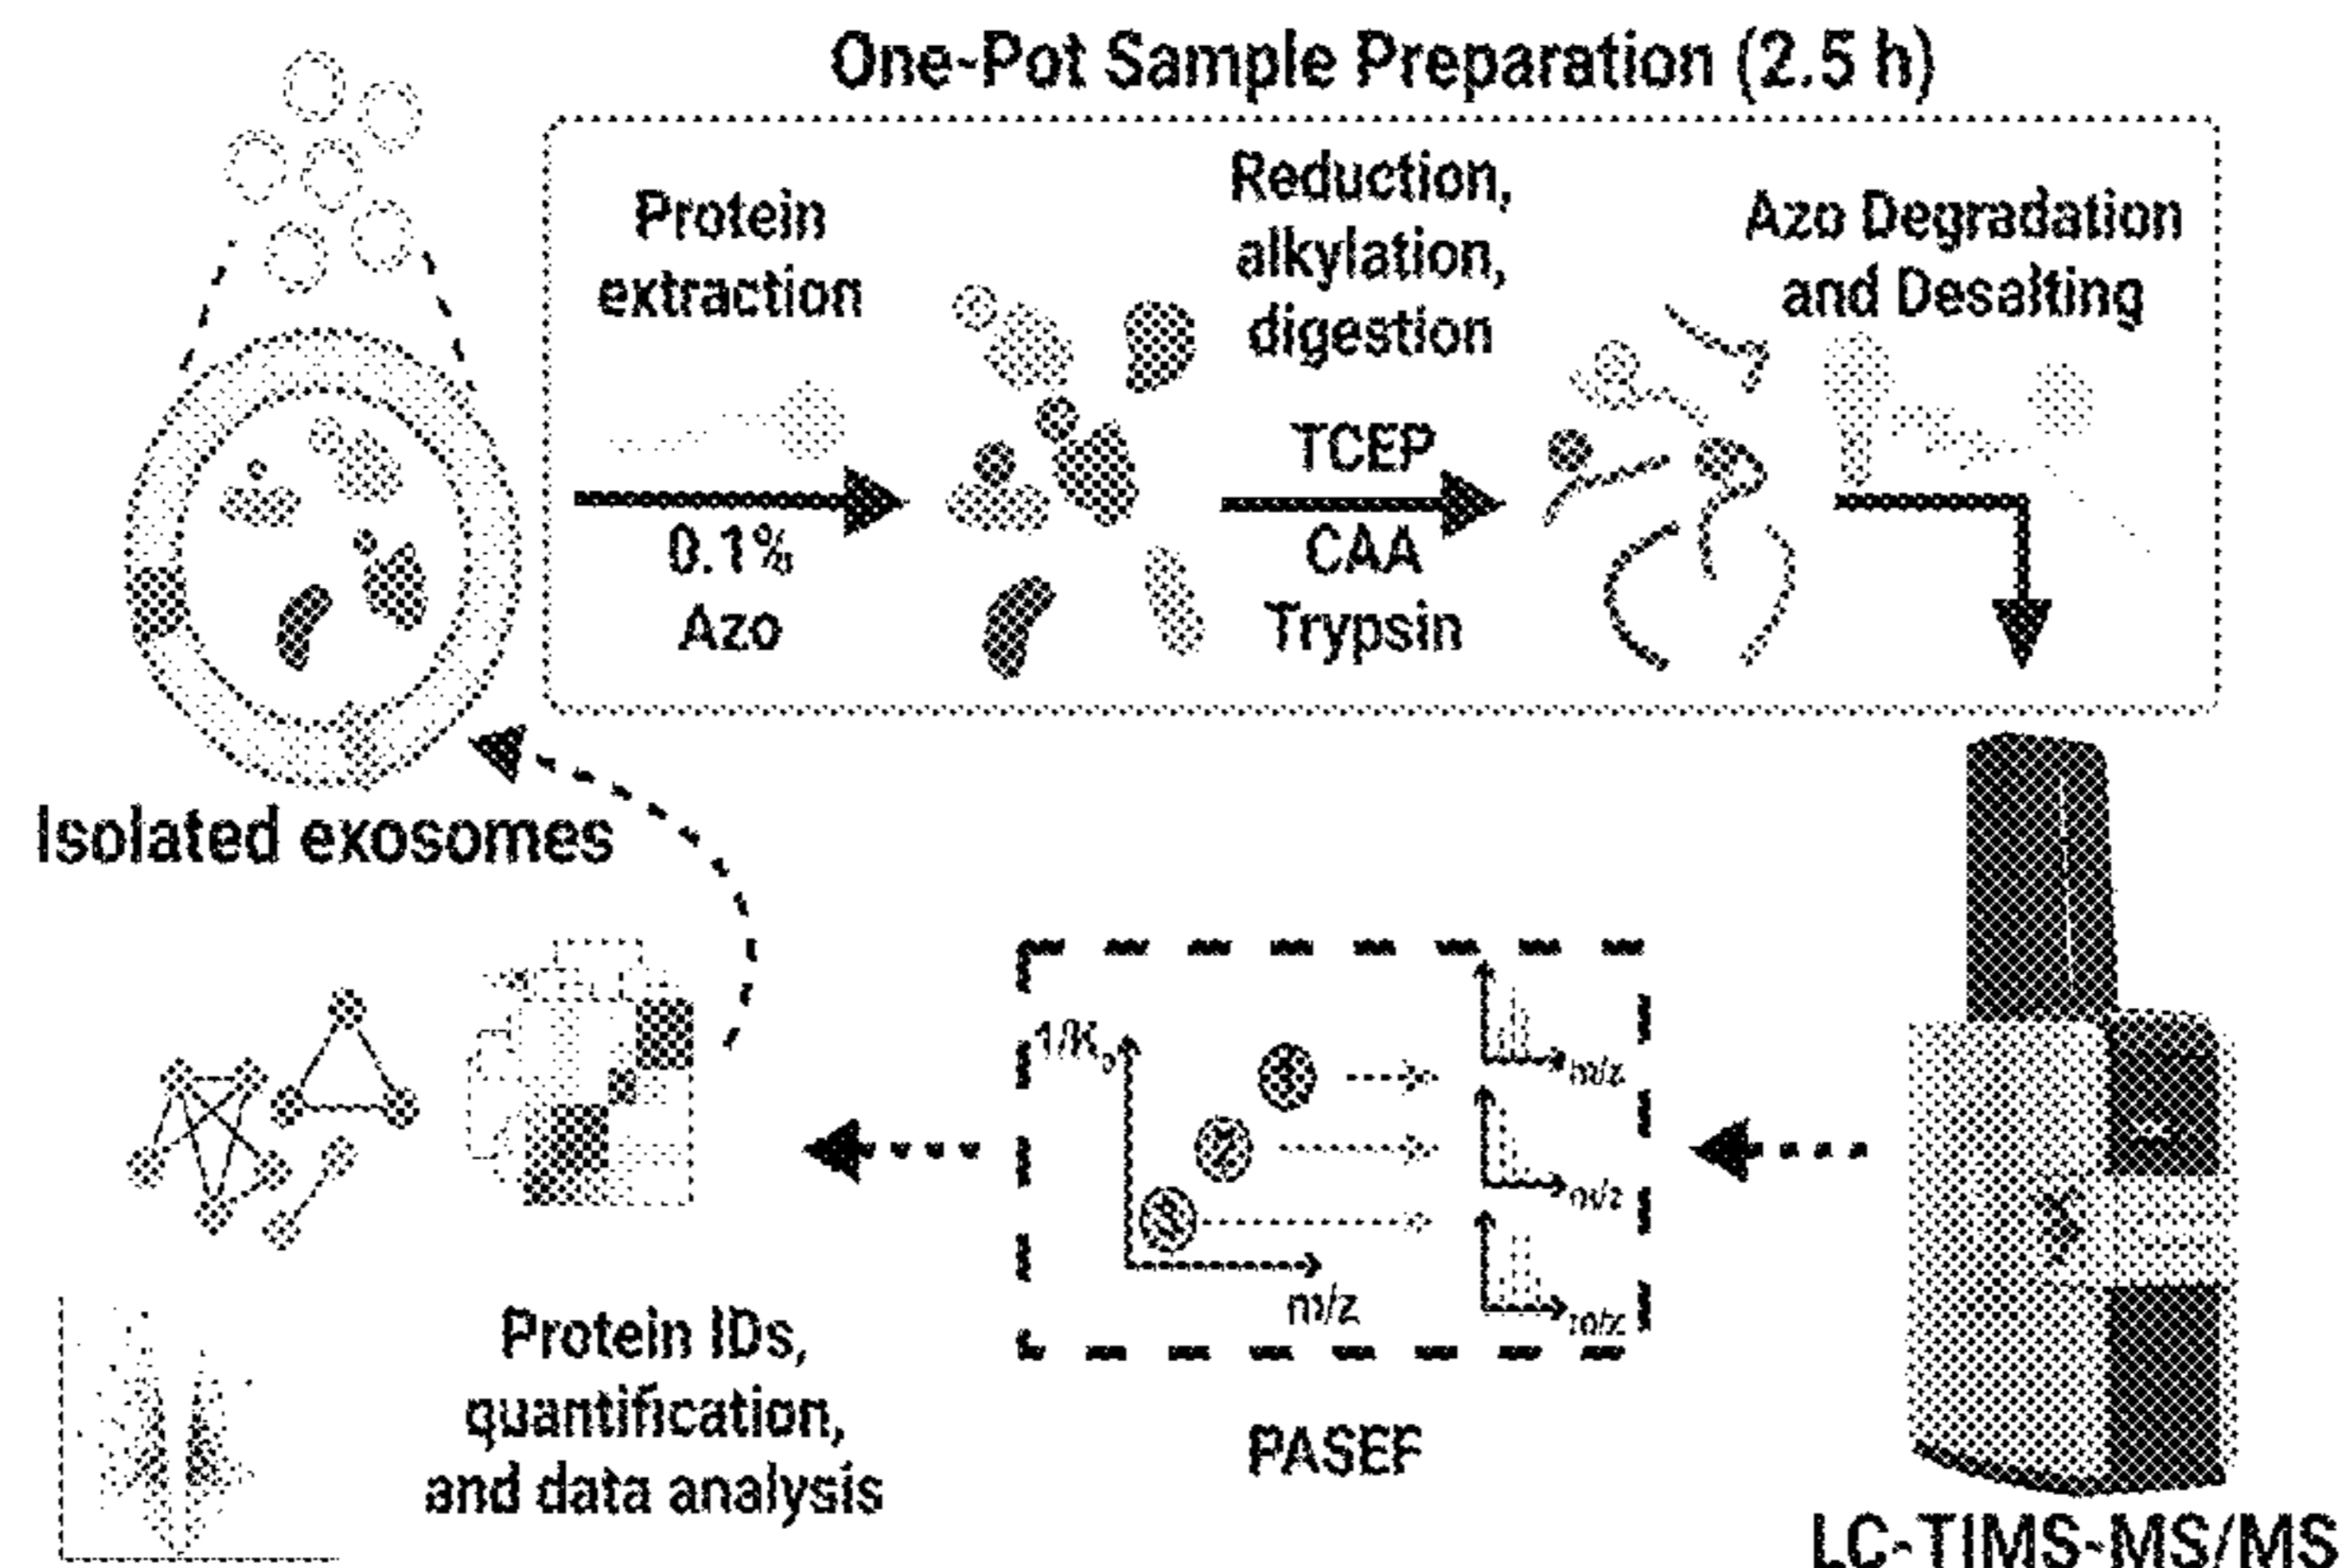 One-Pot Sample Preparation (2.5 h)
Protein
extraction
0.1%
Azo
Reduction,
alkylation,
digestion
TCEP
CAA
Trypsin
Azo Degradation
and Desalting
Isolated exosomes
1/K₀
m/z
m/z
m/z
m/z
PASEF
LC-TIMS-MS/MS
Protein IDs,
quantification,
and data analysis